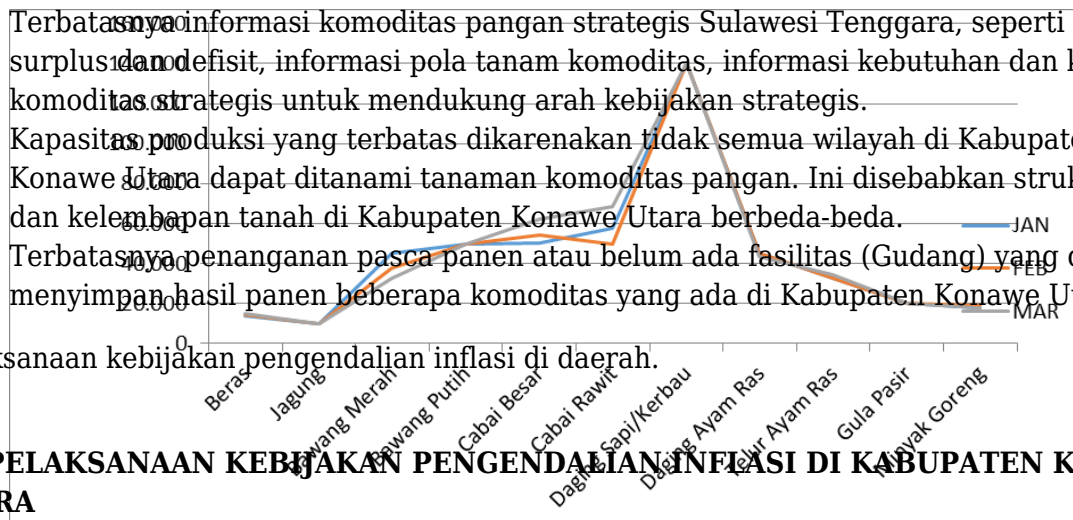 Terbatasnya informasi komoditas pangan strategis Sulawesi Tenggara, seperti
surplus dan defisit, informasi pola tanam komoditas, informasi kebutuhan dan
komoditas strategis untuk mendukung arah kebijakan strategis.
Kapasitas produksi yang terbatas dikarenakan tidak semua wilayah di Kabupate
Konawe Utara dapat ditanami tanaman komoditas pangan. Ini disebabkan struk
dan kelembapan tanah di Kabupaten Konawe Utara berbeda-beda.
Terbatasnya penanganan pasca panen atau belum ada fasilitas (Gudang) yang
menyimpan hasil panen beberapa komoditas yang ada di Kabupaten Konawe U
ksanaan kebijakan pengendalian inflasi di daerah.
PELAKSANAAN KEBIJAKAN PENGENDALIAN INFLASI DI KABUPATEN K
RA
160.000
140.000
120.000
100.000
80.000
60.000
40.000
20.000
0
Beras
Jagung
Bawang Merah
Bawang Putih
Cabai Besar
Cabai Rawit
Daging Sapi/Kerbau
Daging Ayam Ras
Telur Ayam Ras
Gula Pasir
Minyak Goreng
JAN
FEB
MAR